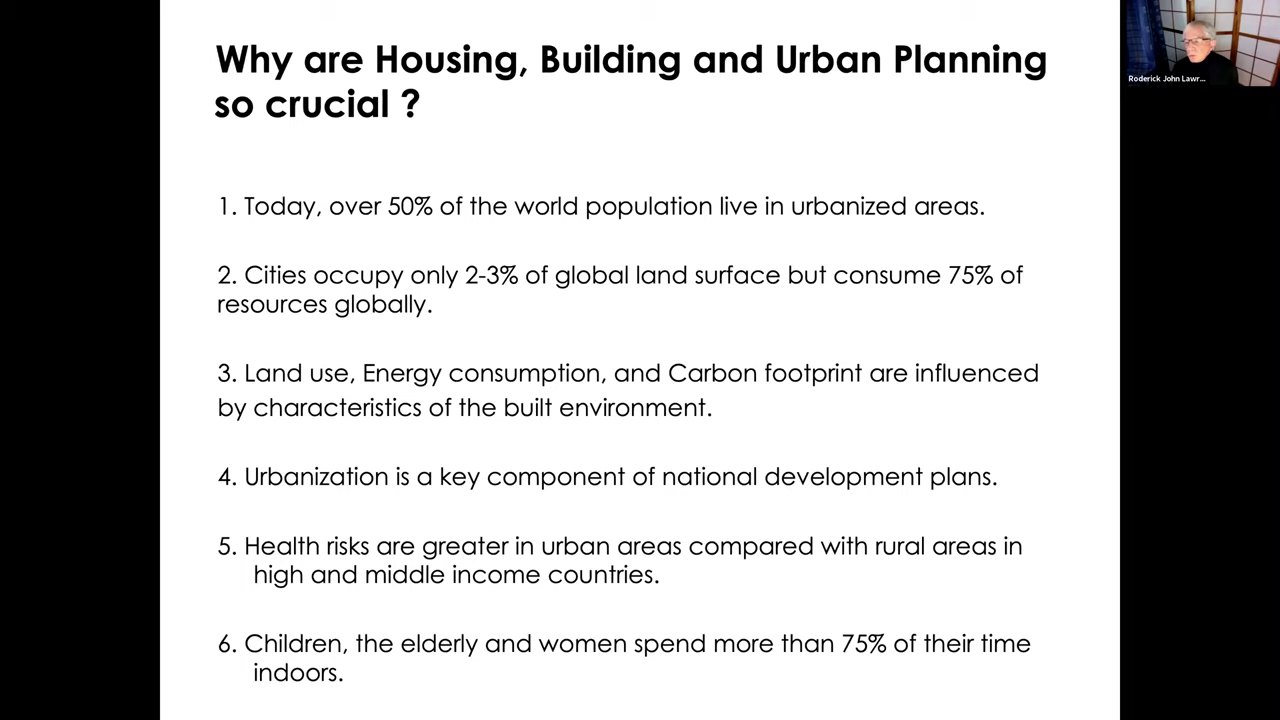 Why are Housing, Building and Urban Planning
so crucial ?
Roderick John Lawr...
1. Today, over 50% of the world population live in urbanized areas.
2. Cities occupy only 2-3% of global land surface but consume 75% of
resources globally.
3. Land use, Energy consumption, and Carbon footprint are influenced
by characteristics of the built environment.
4. Urbanization is a key component of national development plans.
5. Health risks are greater in urban areas compared with rural areas in
high and middle income countries.
6. Children, the elderly and women spend more than 75% of their time
indoors.